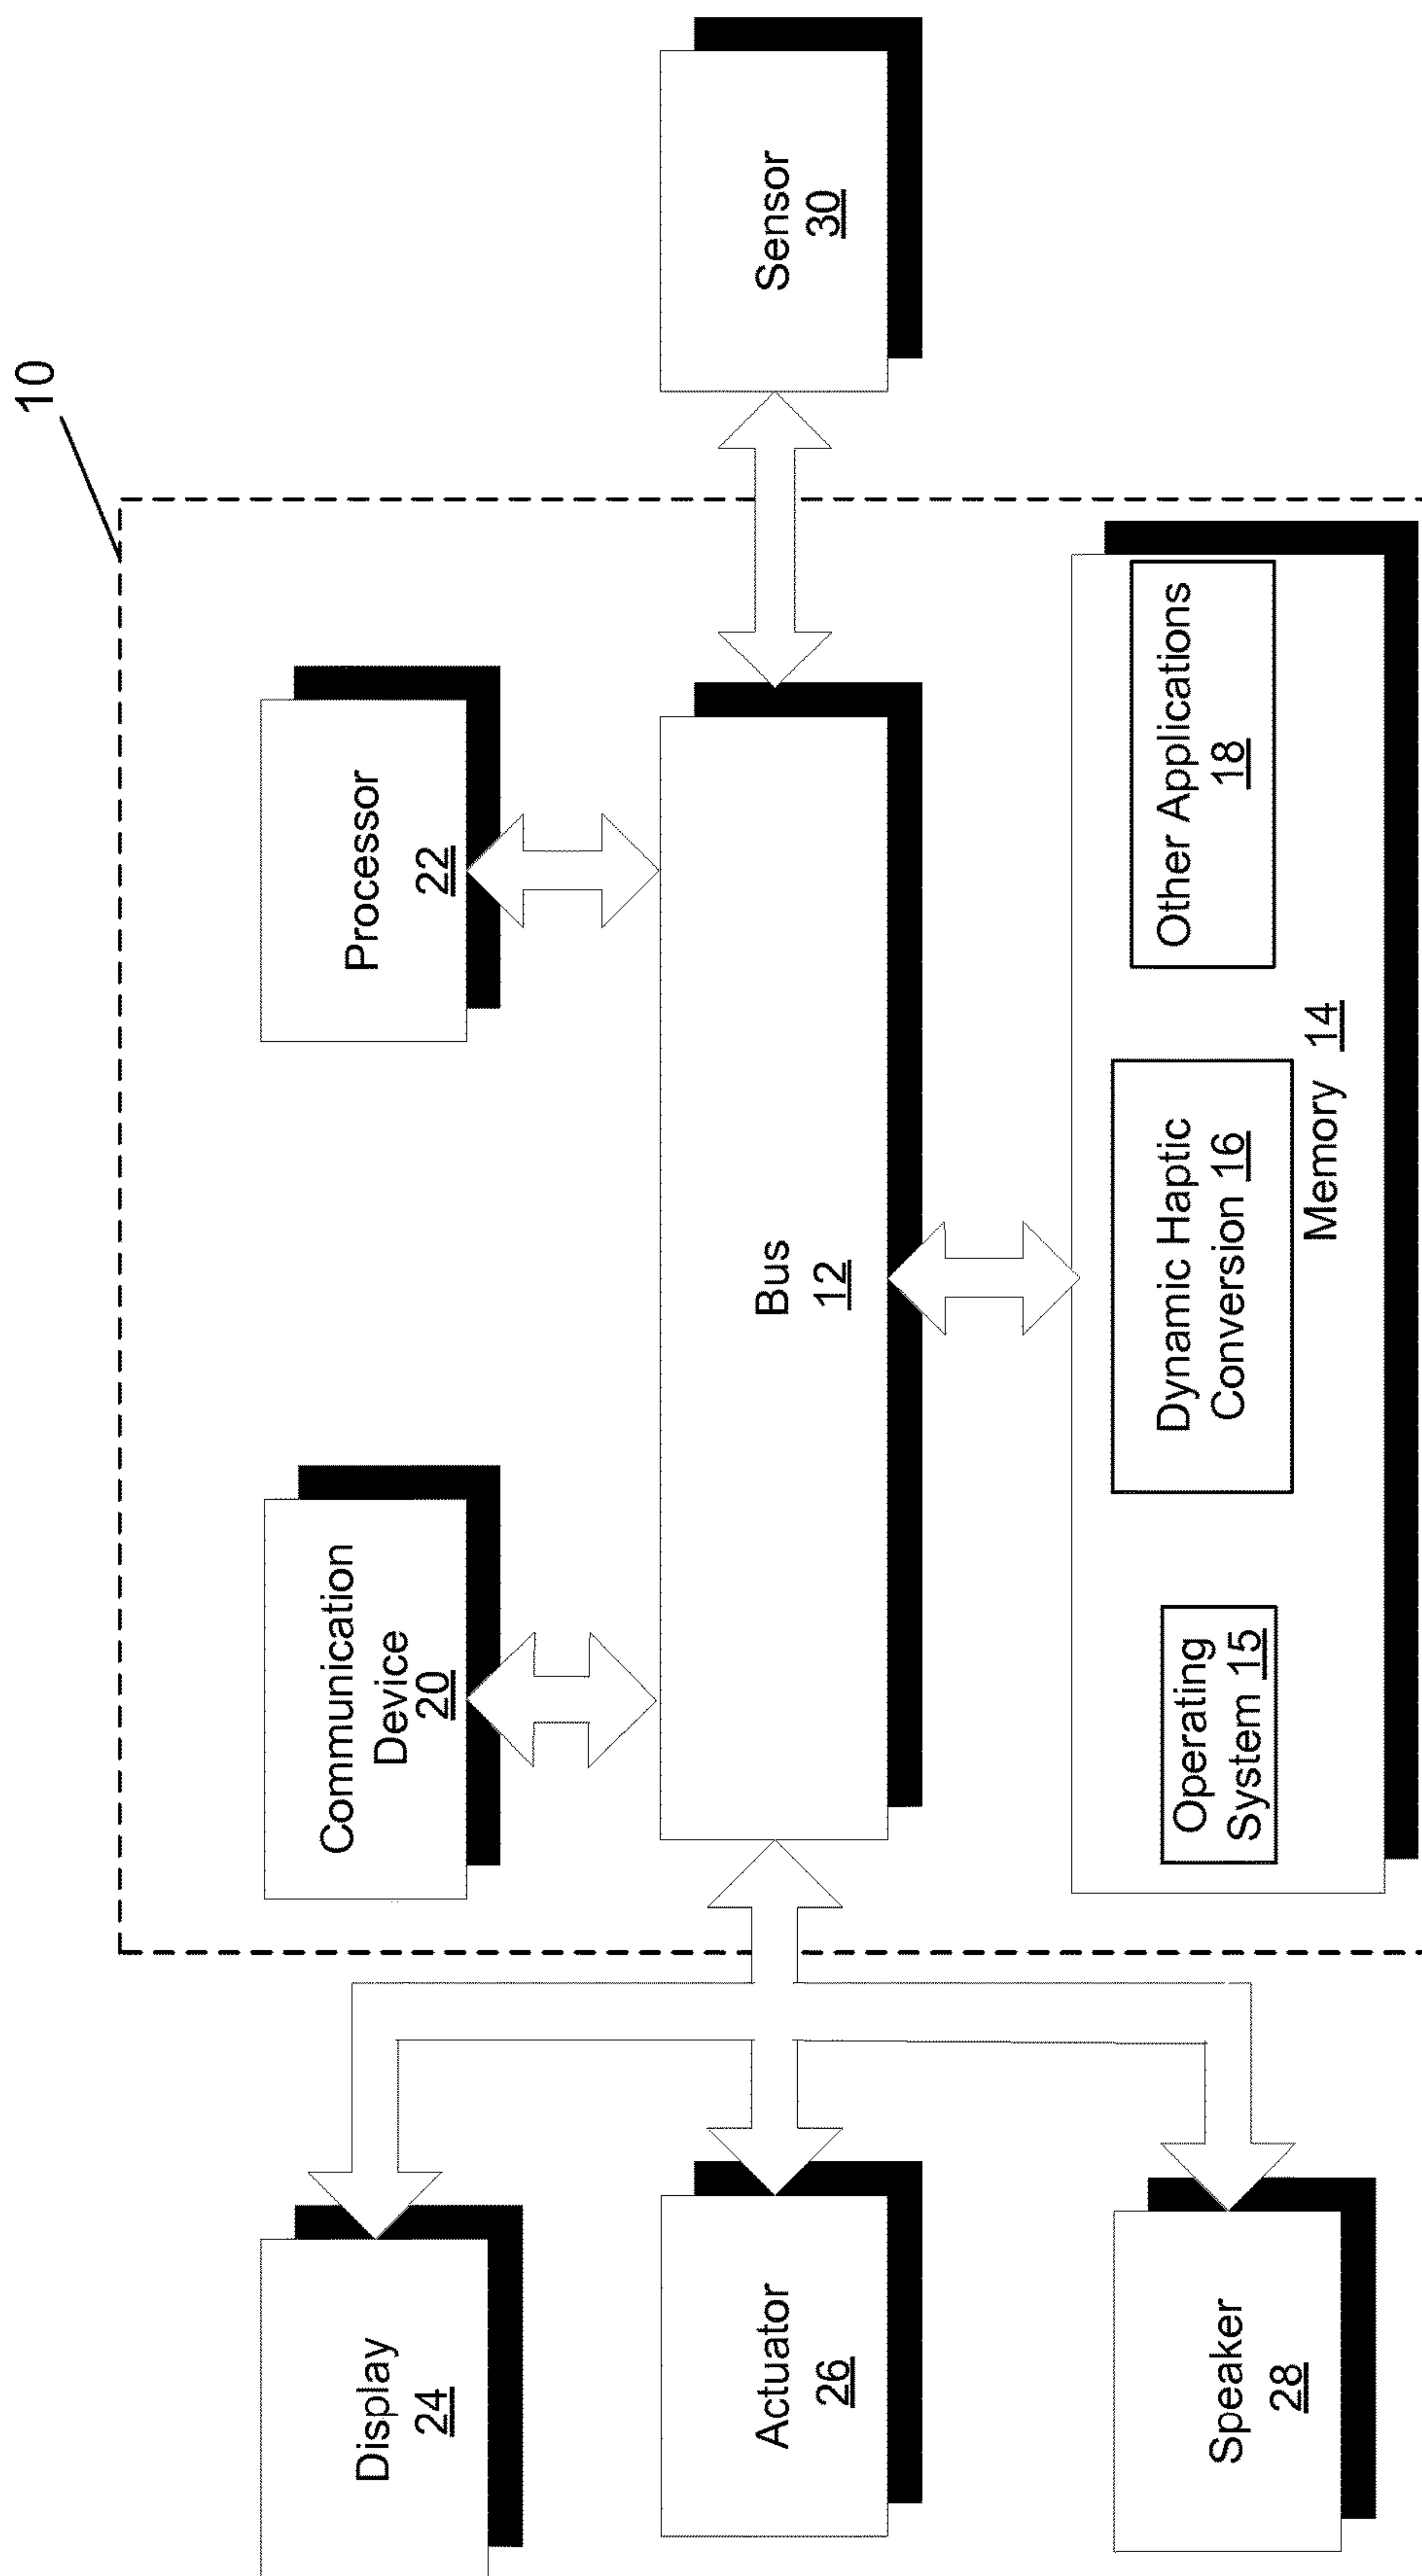 10
Display
24
Communication
Device
20
Processor
22
Actuator
26
Bus
12
Sensor
30
Speaker
28
Operating
System 15
Dynamic Haptic
Conversion 16
Other Applications
18
Memory 14